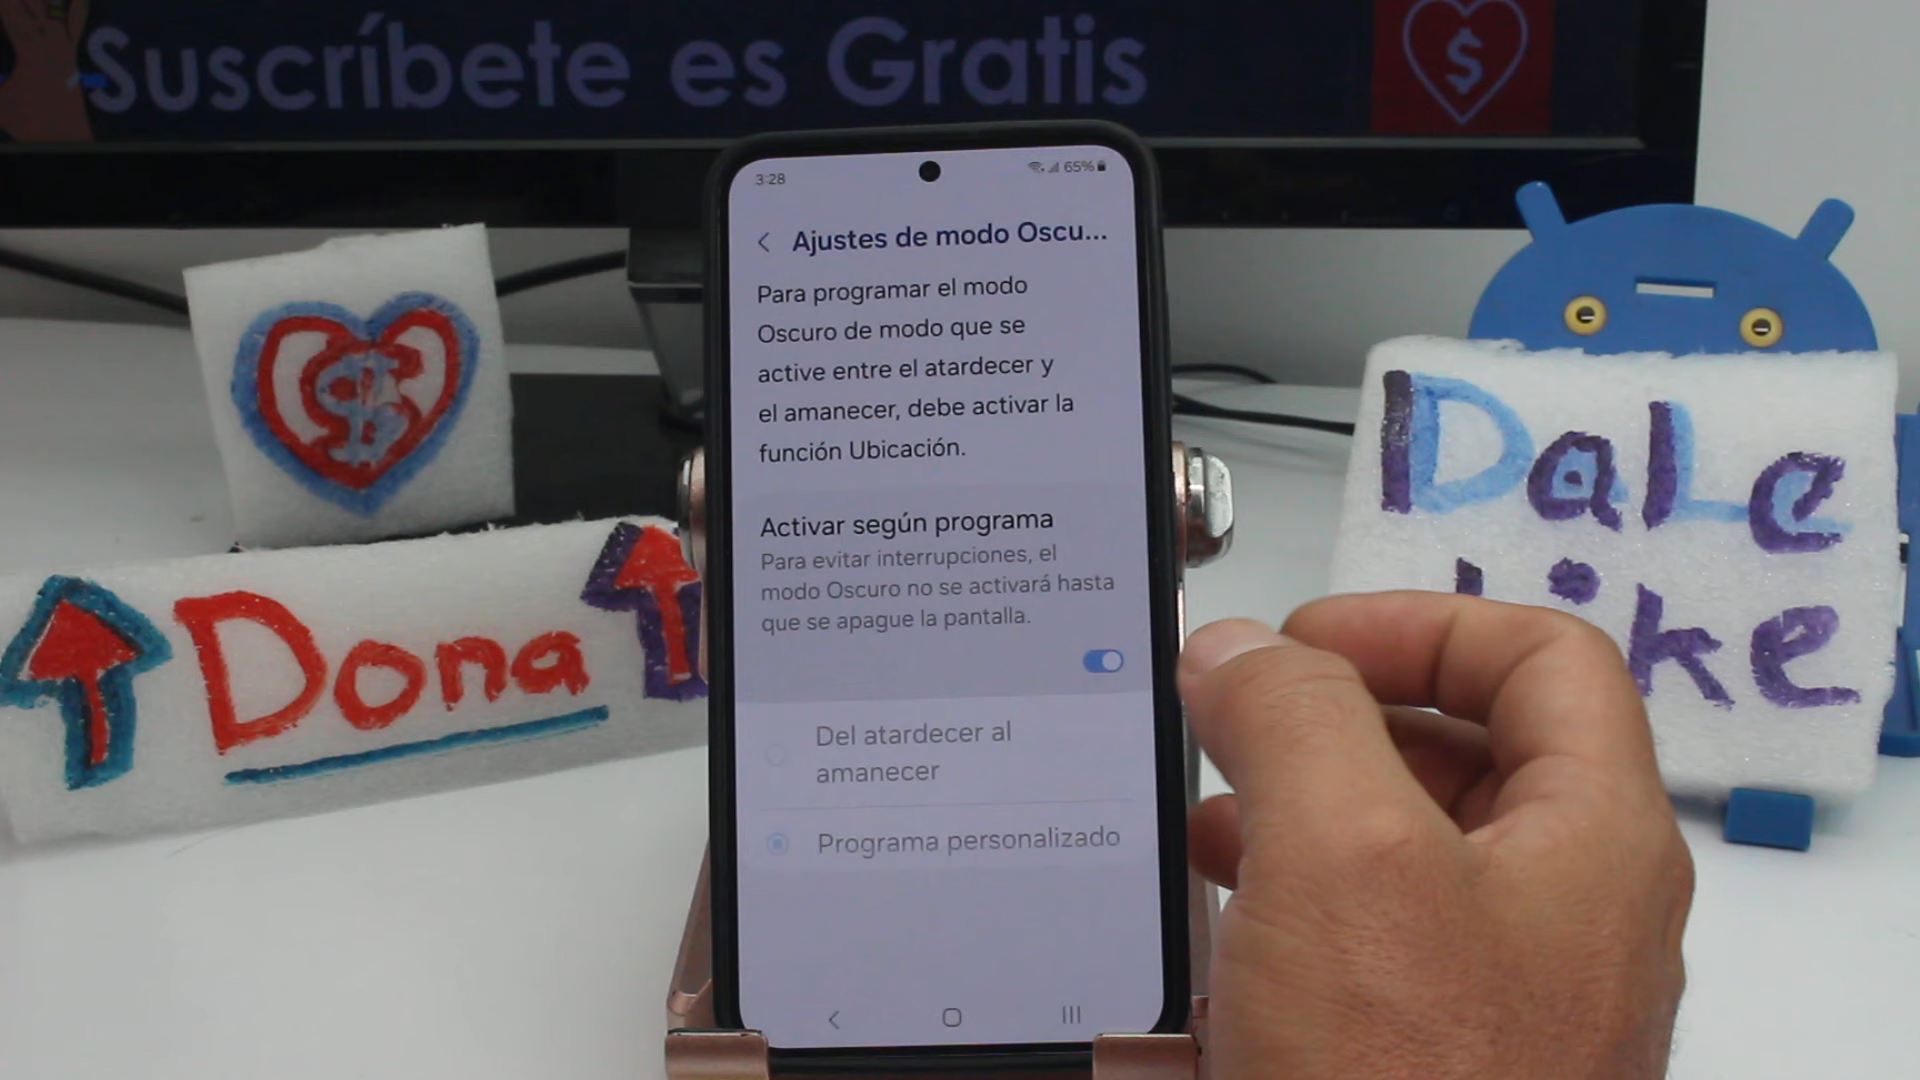 Suscríbete es Gratis
$
3:28
65%
Ajustes de modo Oscu...
Para programar el modo
Oscuro de modo que se
active entre el atardecer y
el amanecer, debe activar la
función Ubicación.
Activar según programa
Para evitar interrupciones, el
modo Oscuro no se activará hasta
que se apague la pantalla.
Del atardecer al
amanecer
Programa personalizado
$
Dona
Dale
Like